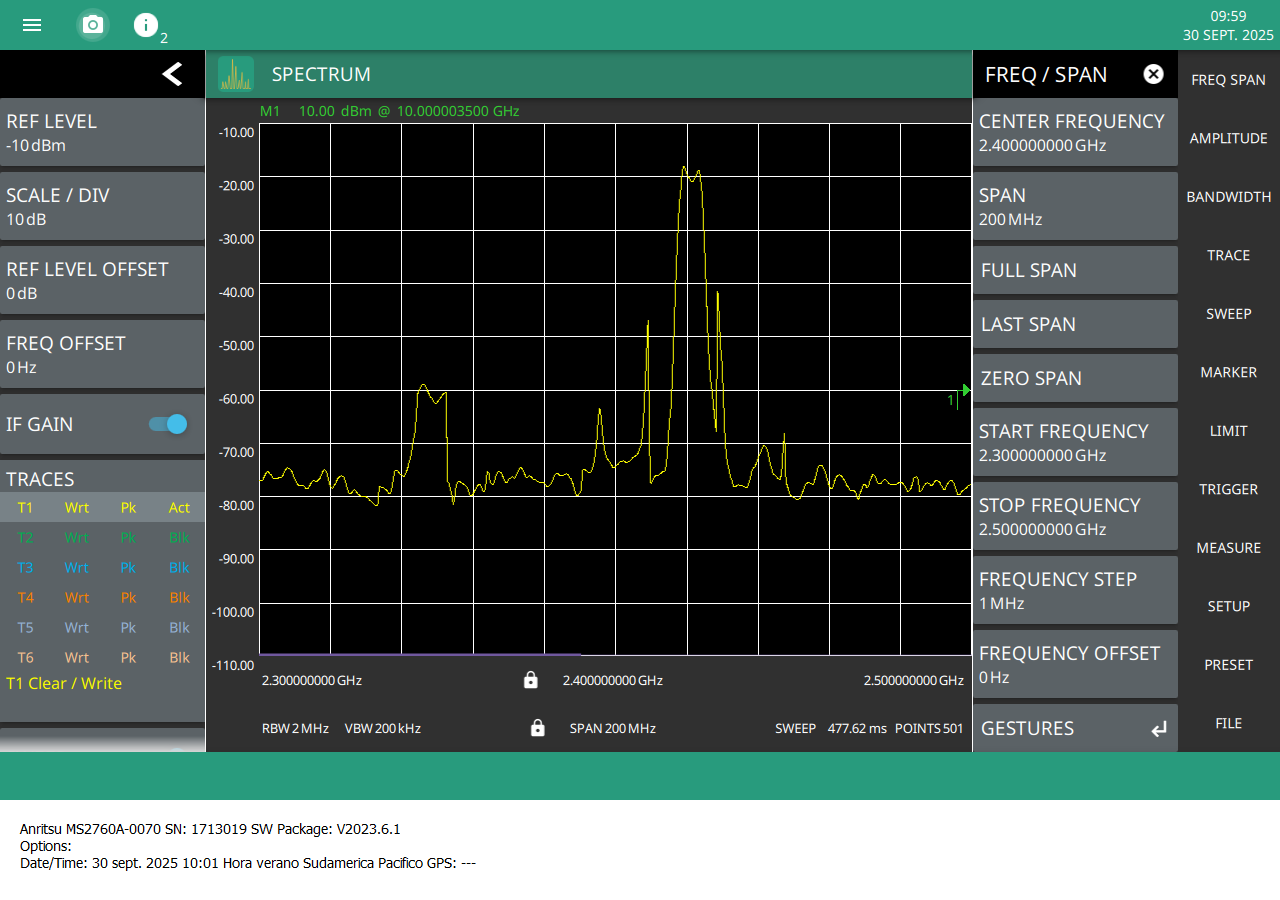 09:59
2
30 SEPT. 2025
SPECTRUM
FREQ / SPAN
FREQ SPAN
REF LEVEL
-10 dBm
SCALE / DIV
10 dB
REF LEVEL OFFSET
0 dB
FREQ OFFSET
0 Hz
IF GAIN
TRACES
T1 Wrt Pk Act
T2 Wrt Pk Blk
T3 Wrt Pk Blk
T4 Wrt Pk Blk
T5 Wrt Pk Blk
T6 Wrt Pk Blk
T1 Clear / Write
M1 10.00 dBm @ 10.000003500 GHz
-10.00
-20.00
-30.00
-40.00
-50.00
-60.00
-70.00
-80.00
-90.00
-100.00
-110.00
1
2.300000000 GHz 2.400000000 GHz 2.500000000 GHz
RBW 2 MHz VBW 200 kHz SPAN 200 MHz SWEEP 477.62 ms POINTS 501
CENTER FREQUENCY
2.400000000 GHz
SPAN
200 MHz
FULL SPAN
LAST SPAN
ZERO SPAN
START FREQUENCY
2.300000000 GHz
STOP FREQUENCY
2.500000000 GHz
FREQUENCY STEP
1 MHz
FREQUENCY OFFSET
0 Hz
GESTURES
AMPLITUDE
BANDWIDTH
TRACE
SWEEP
MARKER
LIMIT
TRIGGER
MEASURE
SETUP
PRESET
FILE
Anritsu MS2760A-0070 SN: 1713019 SW Package: V2023.6.1
Options:
Date/Time: 30 sept. 2025 10:01 Hora verano Sudamerica Pacifico GPS: ---